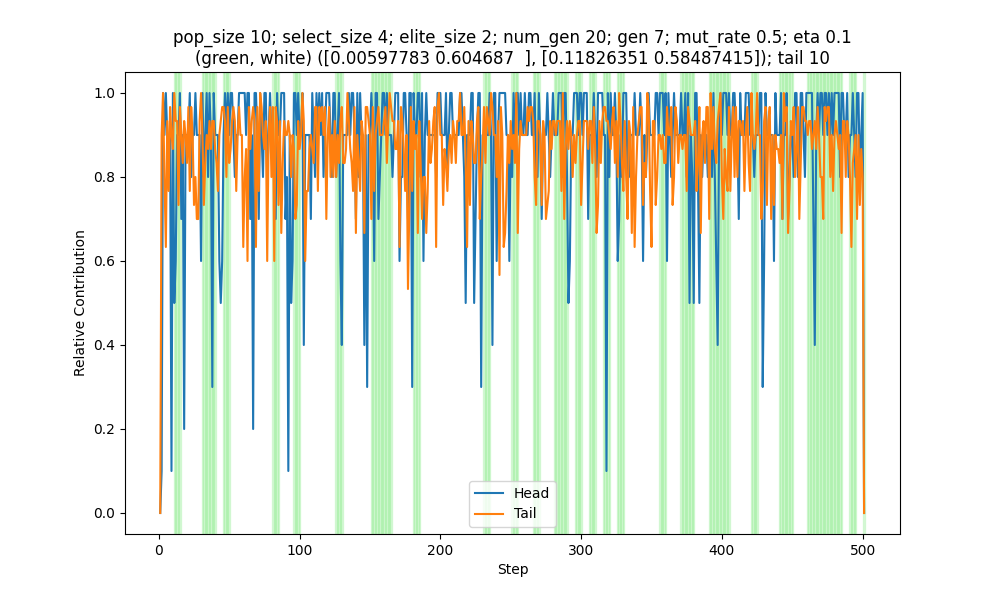 pop_size 10; select_size 4; elite_size 2; num_gen 20; gen 7; mut_rate 0.5; eta 0.1
(green, white) ([0.00597783 0.604687  ], [0.11826351 0.58487415]); tail 10
1.0
0.8
0.6
0.4
0.2
0.0
Relative Contribution
Head
Tail
0 100 200 300 400 500
Step